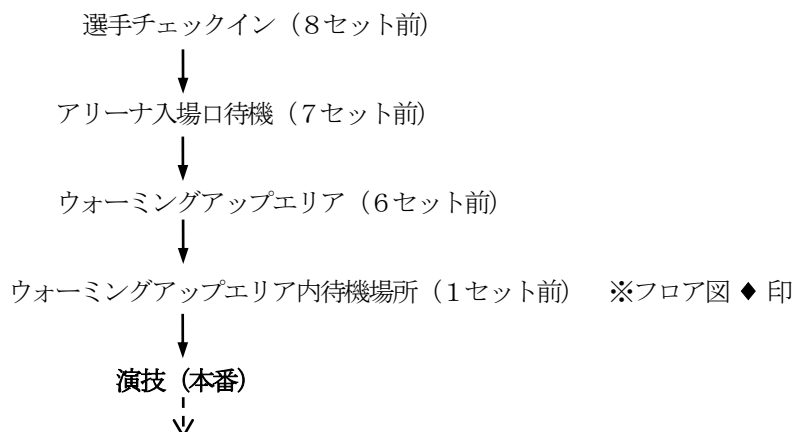 選手チェックイン（８セット前）
アリーナ入場口待機（７セット前）
ウォーミングアップエリア（６セット前）
ウォーミングアップエリア内待機場所（１セット前）　※フロア図 ♦ 印
演技（本番）